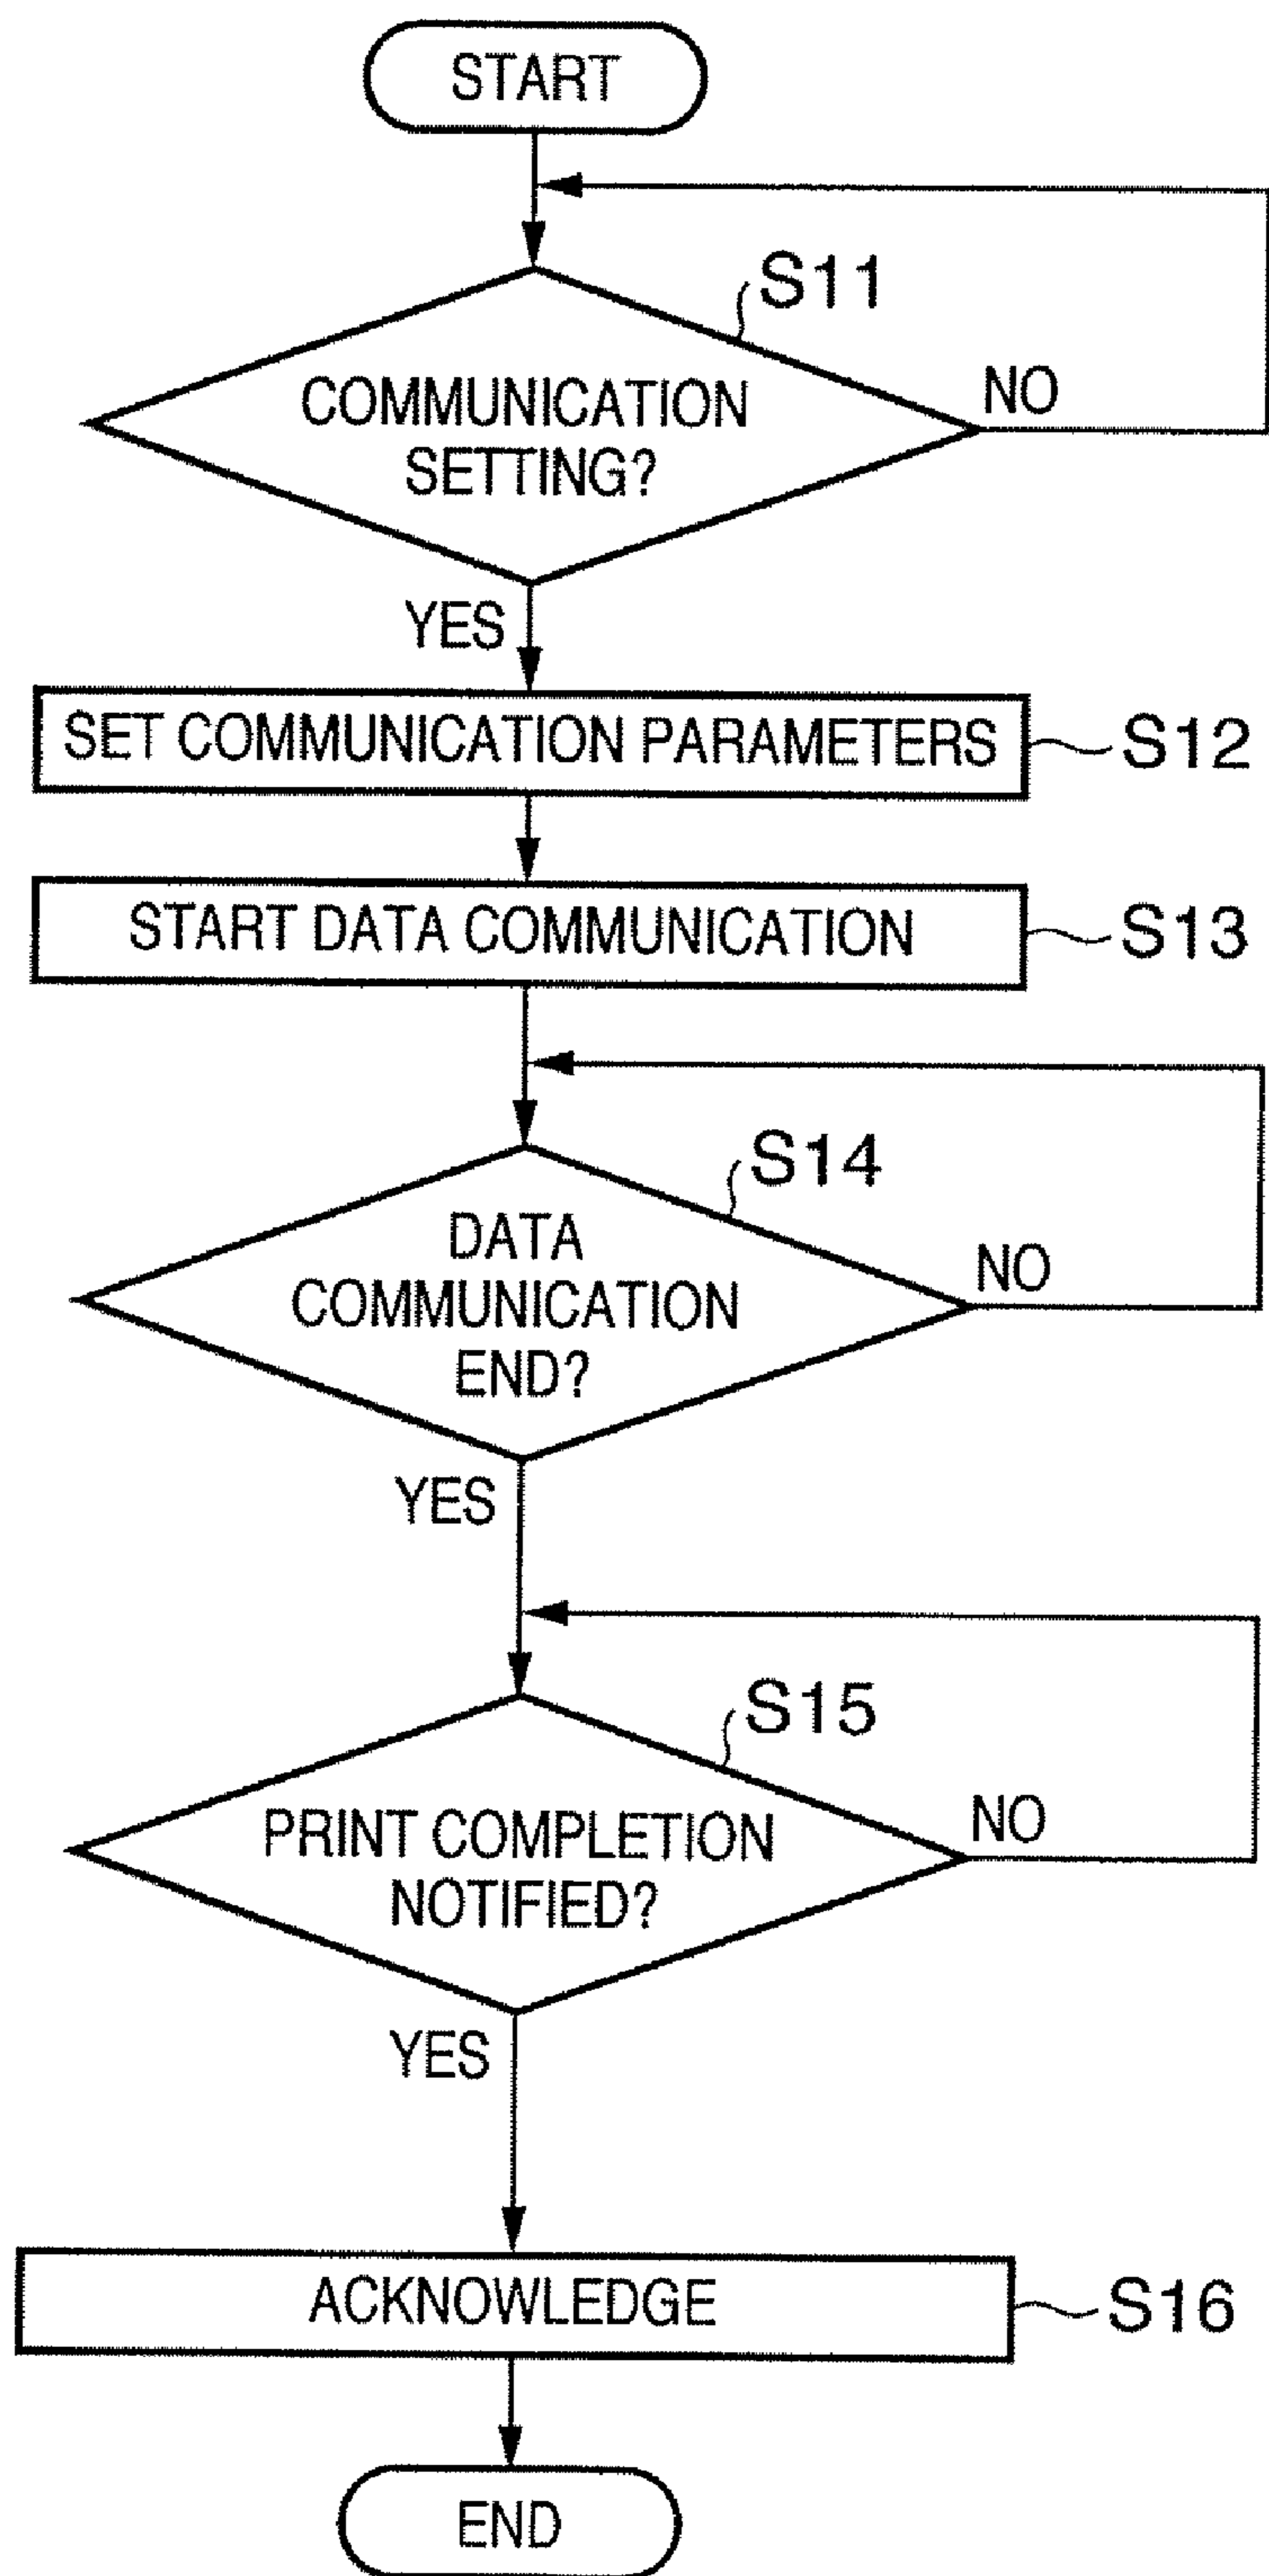 START
S11
COMMUNICATION
SETTING?
NO
YES
SET COMMUNICATION PARAMETERS
S12
START DATA COMMUNICATION
S13
S14
DATA
COMMUNICATION
END?
NO
YES
S15
PRINT COMPLETION
NOTIFIED?
NO
YES
ACKNOWLEDGE
S16
END